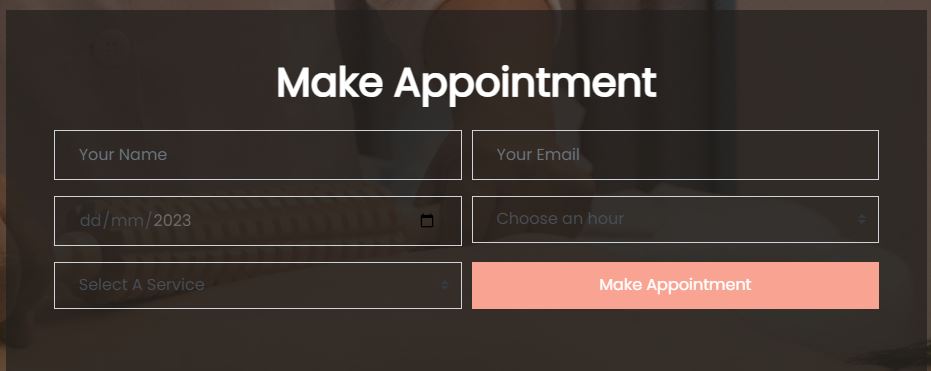 Make Appointment
Your Name
Your Email
dd/mm/2023
Choose an hour
Select A Service
Make Appointment